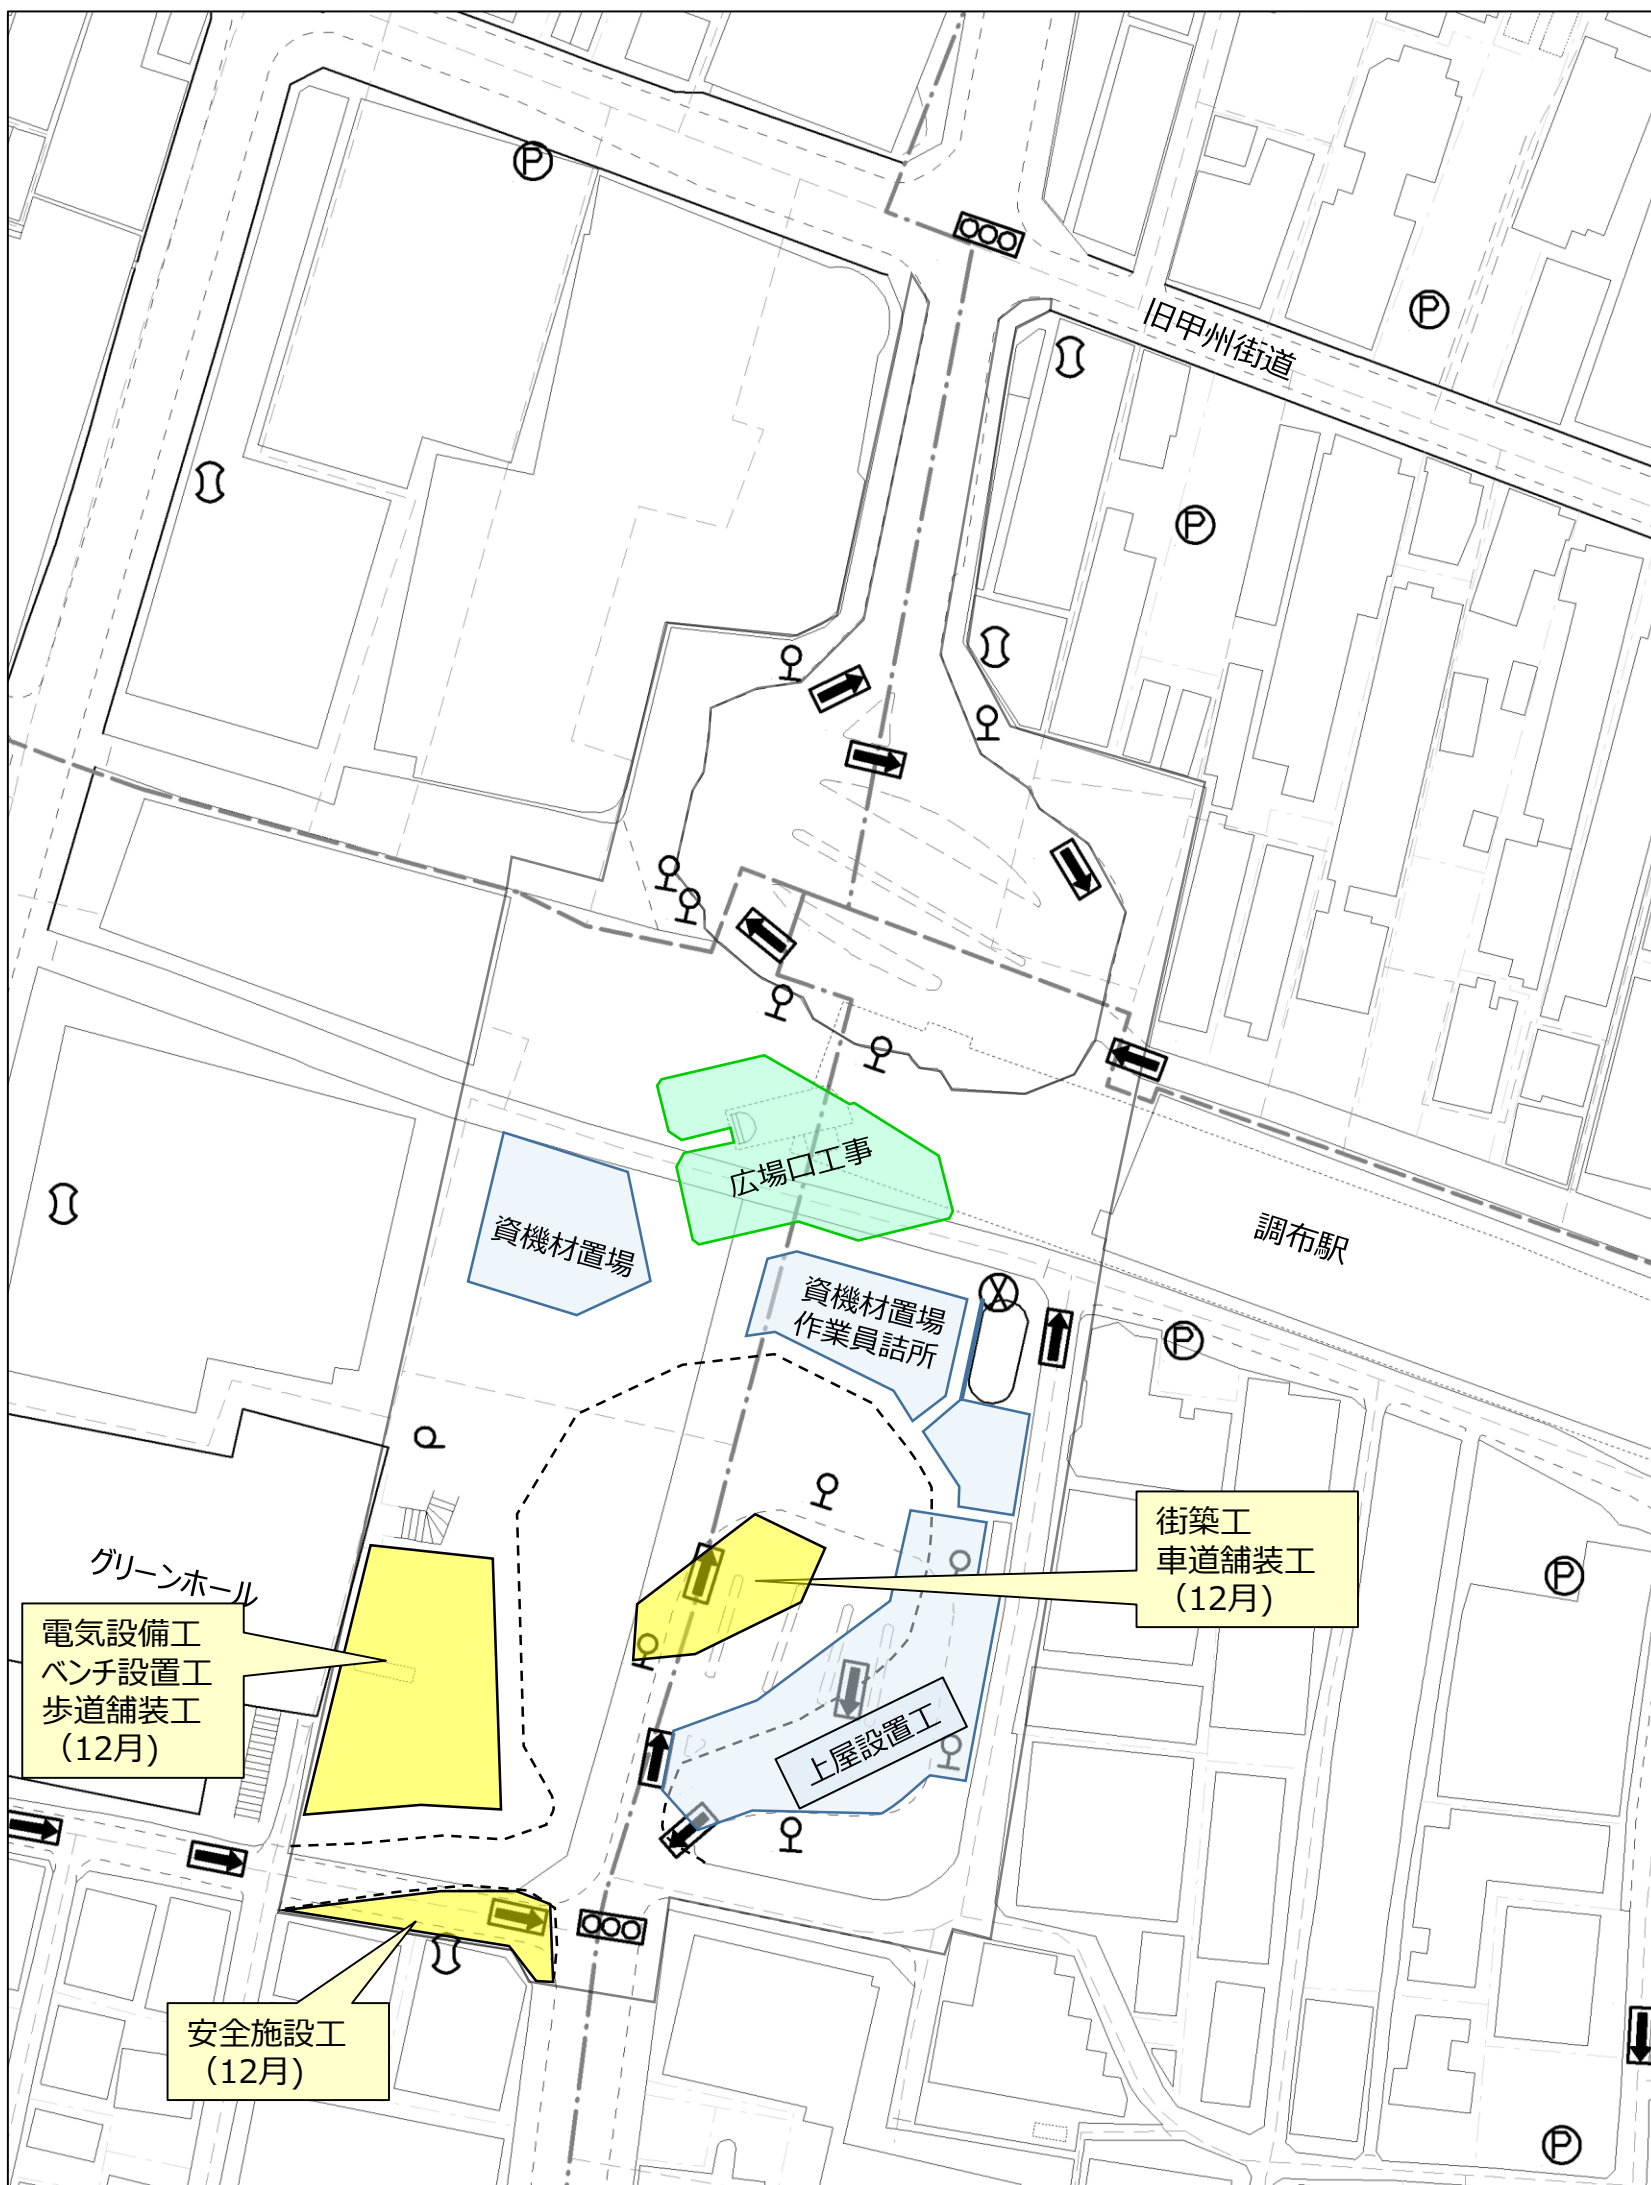 Ⓟ
旧甲州街道
Ⓟ
Ⓟ
広場口工事
資機材置場
調布駅
資機材置場
作業員詰所
Ⓟ
街築工
車道舗装工
（12月)
グリーンホール
Ⓟ
電気設備工
ベンチ設置工
歩道舗装工
（12月)
上屋設置工
安全施設工
（12月)
Ⓟ